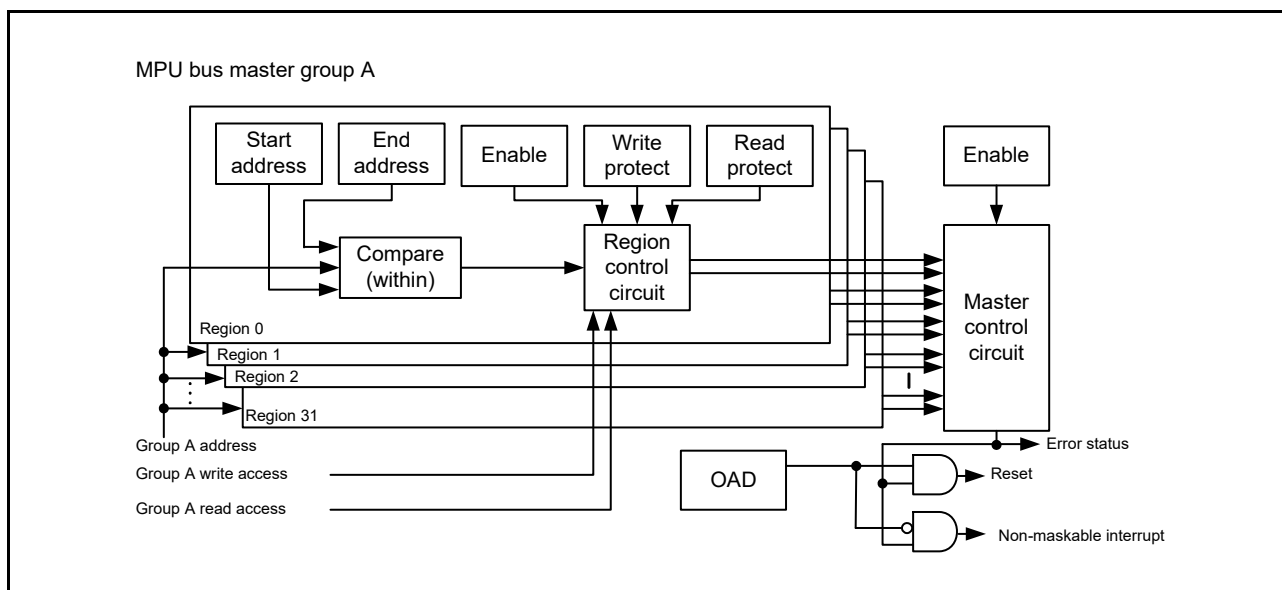 MPU bus master group A
Start
address
End
address
Enable
Write
protect
Read
protect
Enable
Compare
(within)
Region
control
circuit
Master
control
circuit
Region 0
Region 1
Region 2
Region 31
Group A address
Group A write access
Group A read access
OAD
Error status
Reset
Non-maskable interrupt